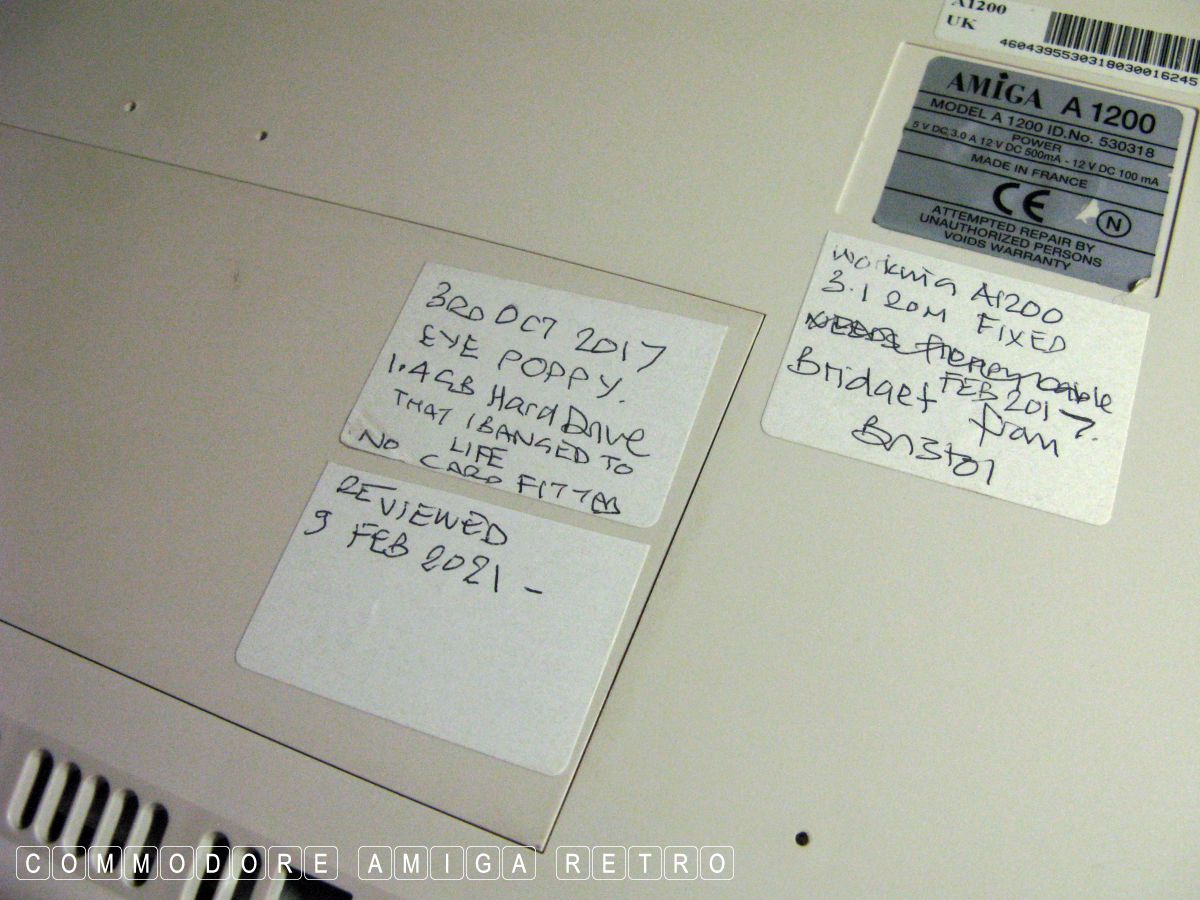 A1200
UK
4604395530318030016245
AMIGA A 1200
MODEL A 1200 ID.No. 530318
POWER
5 V DC 3.0 A 12 V DC 500mA - 12 V DC 100 mA
MADE IN FRANCE
CE
N
ATTEMPTED REPAIR BY
UNAUTHORIZED PERSONS
VOIDS WARRANTY
Working A1200
3.1 ROM FIXED
NEEDS
FEB 2017.
Bridget from
Bristol
3RD OCT 2017
EYE POPPY.
1.4GB Hard Drive
THAT I BANGED TO
LIFE
NO CARD FITTED
REVIEWED
9 FEB 2021 -
COMMODORE AMIGA RETRO